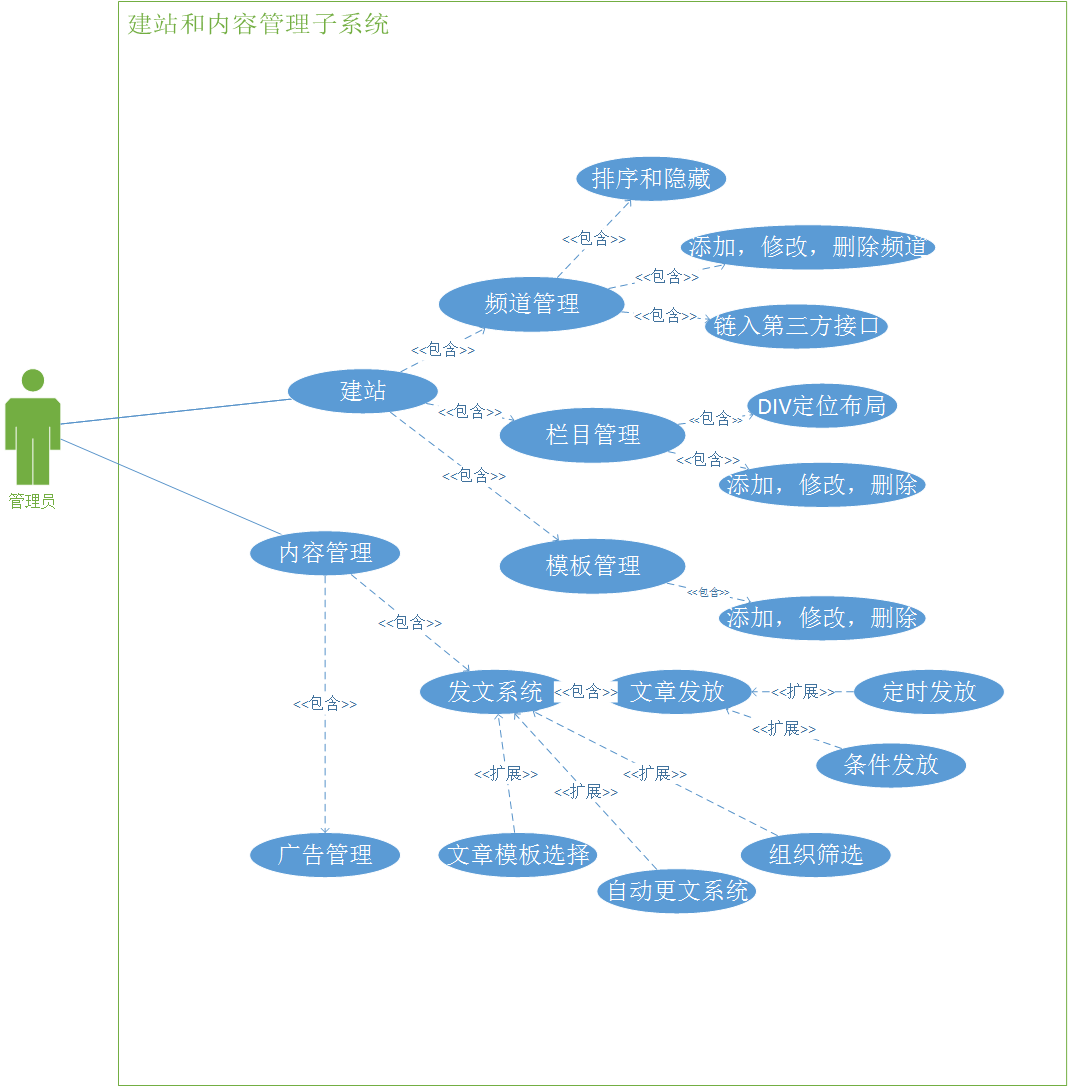 建站和内容管理子系统
排序和隐藏
<<包含>>
添加，修改，删除频道
<<包含>>
频道管理
<<包含>>
链入第三方接口
<<包含>>
建站
<<包含>>
DIV定位布局
<<包含>>
栏目管理
<<包含>>
<<包含>>
添加，修改，删除
管理员
内容管理
模板管理
<<包含>>
添加，修改，删除
<<包含>>
发文系统
<<包含>>
文章发放
<<扩展>>
定时发放
<<包含>>
<<扩展>>
条件发放
<<扩展>>
<<扩展>>
<<扩展>>
广告管理
文章模板选择
组织筛选
自动更文系统